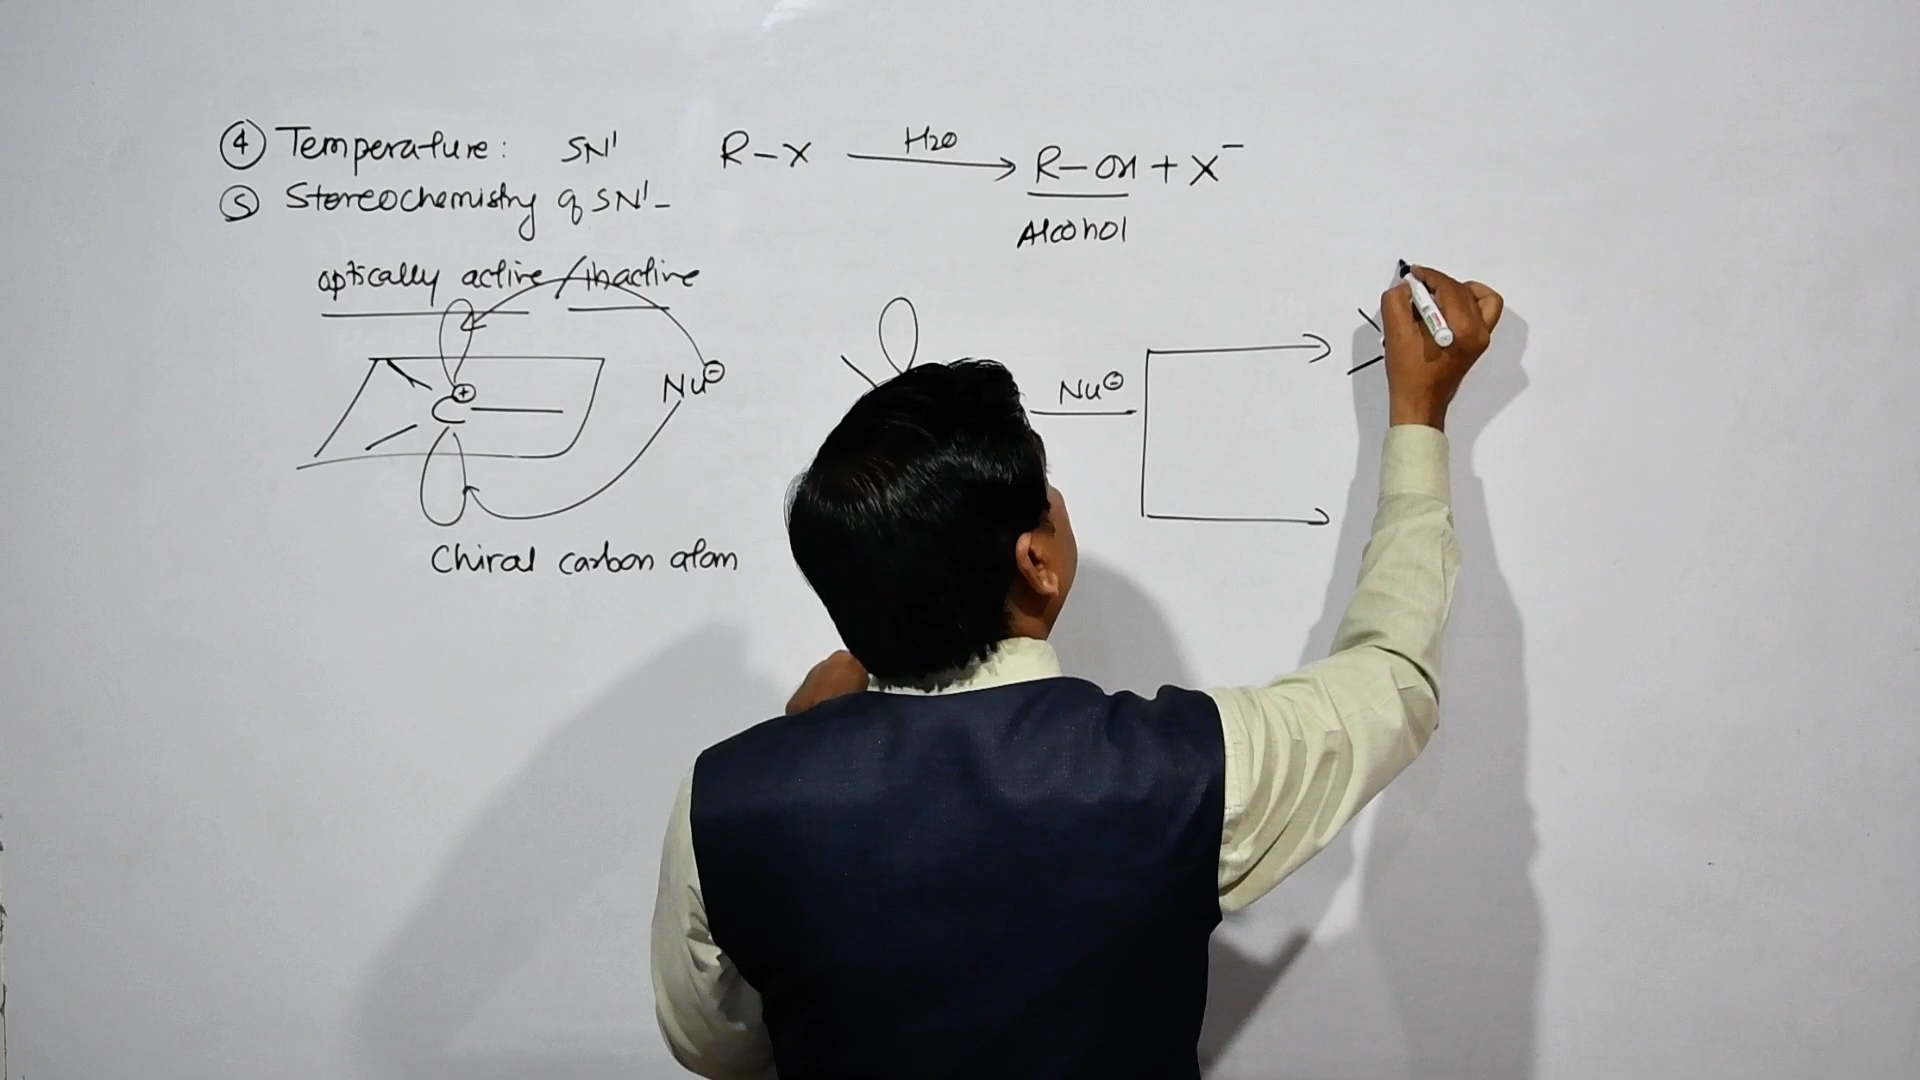 ④ Temperature: SN¹ R-X H₂O R-OH + X⁻
⑤ Stereochemistry of SN¹-
Alcohol
optically active / inactive
C⊕ Nu⊖
Nu⊖
Chiral carbon atom